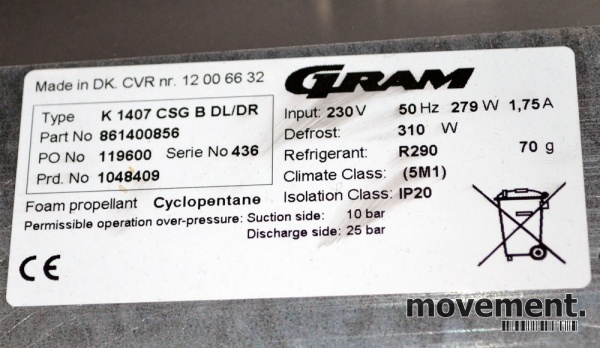 Made in DK. CVR nr. 12 00 66 32
GRAM
Type K 1407 CSG B DL/DR
Part No 861400856
PO No 119600 Serie No 436
Prd. No 1048409
Input: 230 V 50 Hz 279 W 1,75 A
Defrost: 310 W
Refrigerant: R290 70 g
Climate Class: (5M1)
Isolation Class: IP20
Foam propellant Cyclopentane
Permissible operation over-pressure: Suction side: 10 bar
Discharge side: 25 bar
CE
movement.